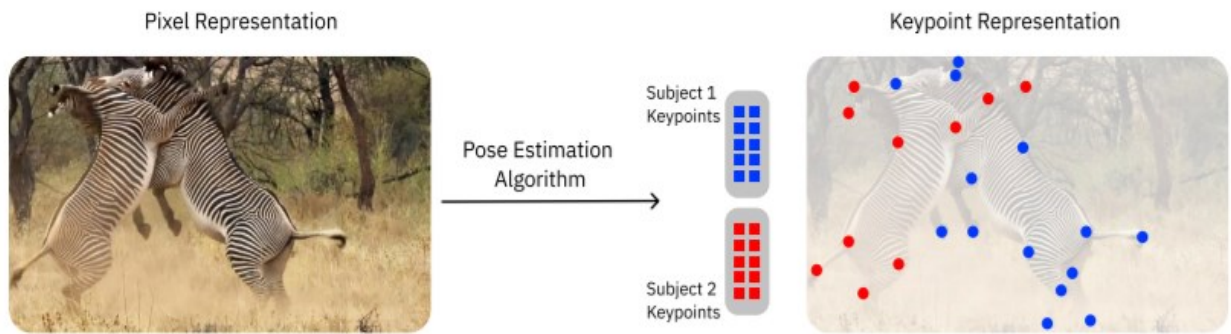 Pixel Representation
Keypoint Representation
Subject 1
Keypoints
Pose Estimation
Algorithm
Subject 2
Keypoints